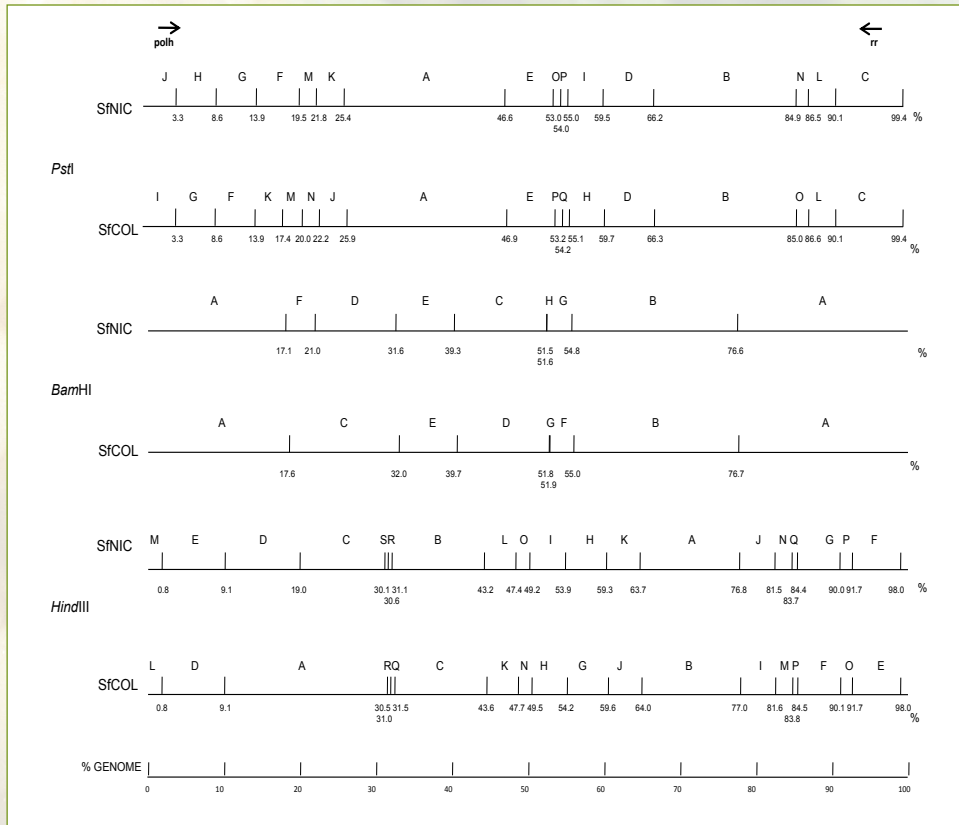 polh rr
J H G F M K A E O P I D B N L C
SfNIC
3.3 8.6 13.9 19.5 21.8 25.4 46.6 53.0 55.0 59.5 66.2 84.9 86.5 90.1 99.4 %
54.0
PstI
I G F K M N J A E P Q H D B O L C
SfCOL
3.3 8.6 13.9 17.4 20.0 22.2 25.9 46.9 53.2 55.1 59.7 66.3 85.0 86.6 90.1 99.4
54.2 %
A F D E C H G B A
SfNIC
17.1 21.0 31.6 39.3 51.5 54.8 76.6 %
51.6
BamHI
A C E D G F B A
SfCOL
17.6 32.0 39.7 51.8 55.0 76.7 %
51.9
M E D C S R B L O I H K A J N Q G P F
SfNIC
0.8 9.1 19.0 30.1 31.1 43.2 47.4 49.2 53.9 59.3 63.7 76.8 81.5 84.4 90.0 91.7 98.0 %
30.6 83.7
HindIII
L D A R Q C K N H G J B I M P F O E
SfCOL
0.8 9.1 30.5 31.5 43.6 47.7 49.5 54.2 59.6 64.0 77.0 81.6 84.5 90.1 91.7 98.0
31.0 83.8 %
% GENOME
0 10 20 30 40 50 60 70 80 90 100